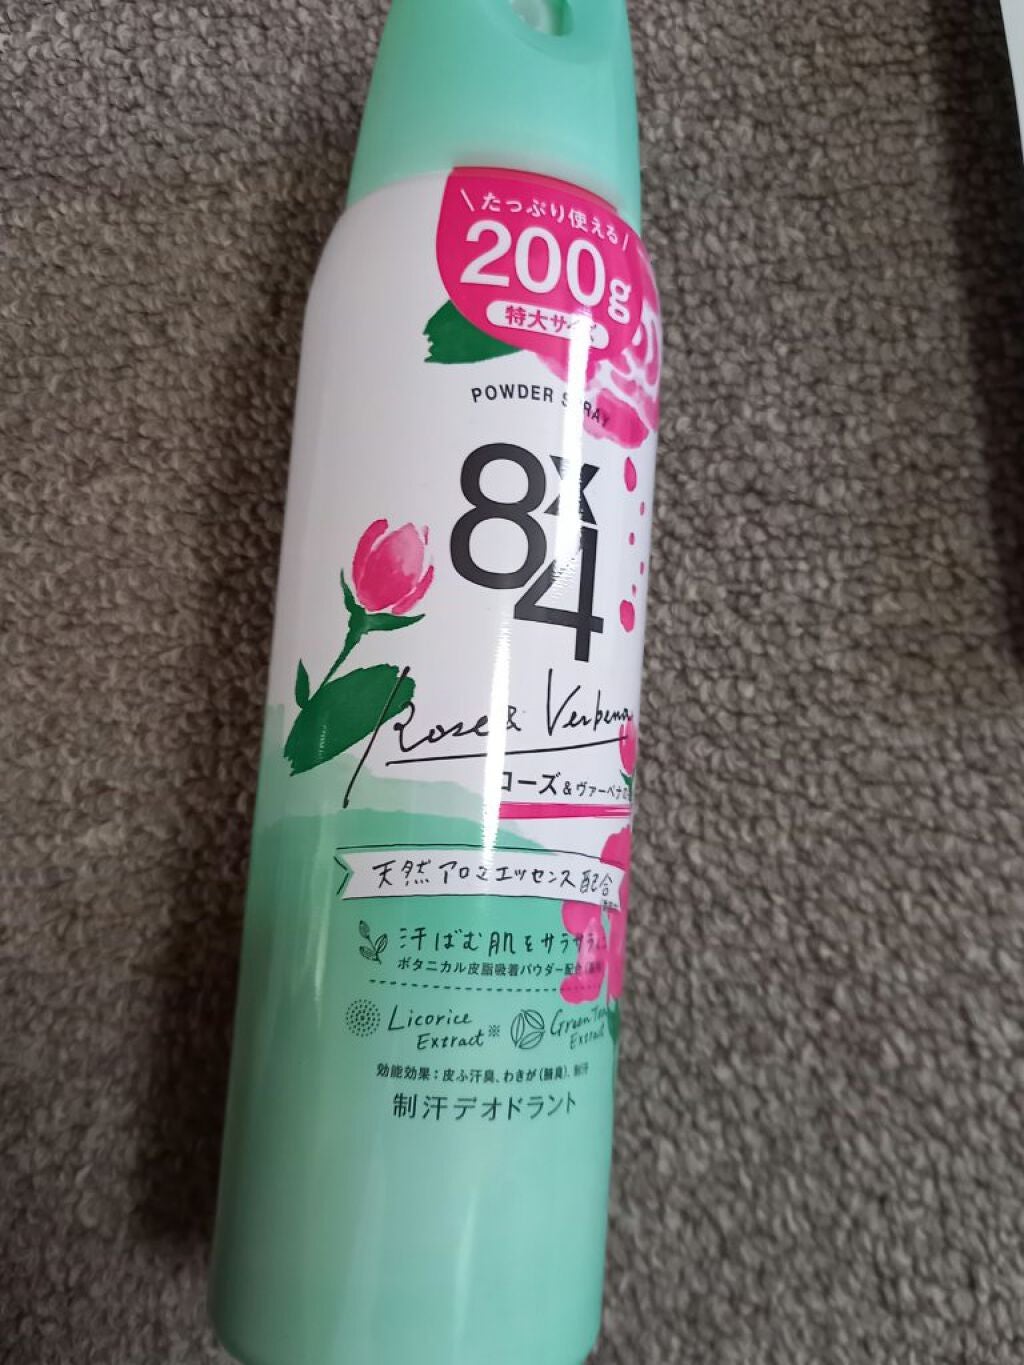 \ たっぷり使える /
200g
特大サイズ
POWDER SPRAY
8x4
Rose & Verbena
ローズ&ヴァーベナの
天然アロマエッセンス配合
汗ばむ肌をサラサラに
ボタニカル皮脂吸着パウダー配合
Licorice Extract※
Green Tea Extract
効能効果:皮ふ汗臭、わきが(腋臭)、制汗
制汗デオドラント